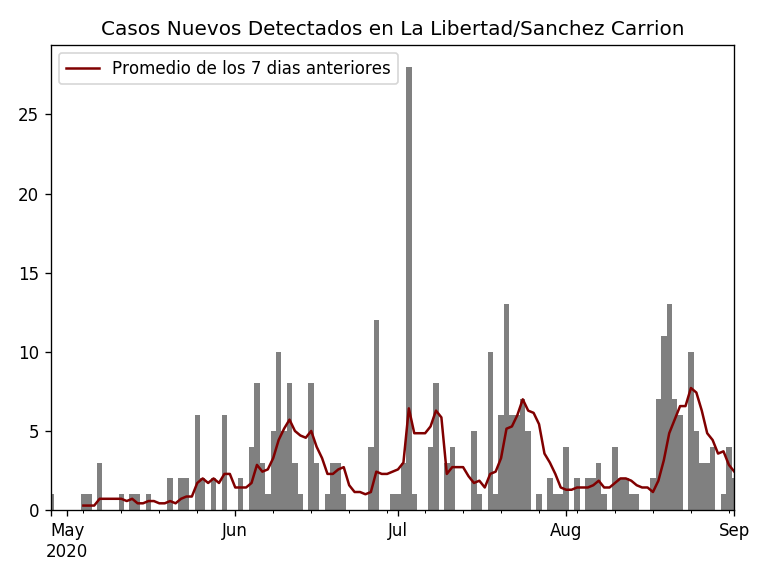 Casos Nuevos Detectados en La Libertad/Sanchez Carrion
Promedio de los 7 dias anteriores
25
20
15
10
5
0
May Jun Jul Aug Sep
2020